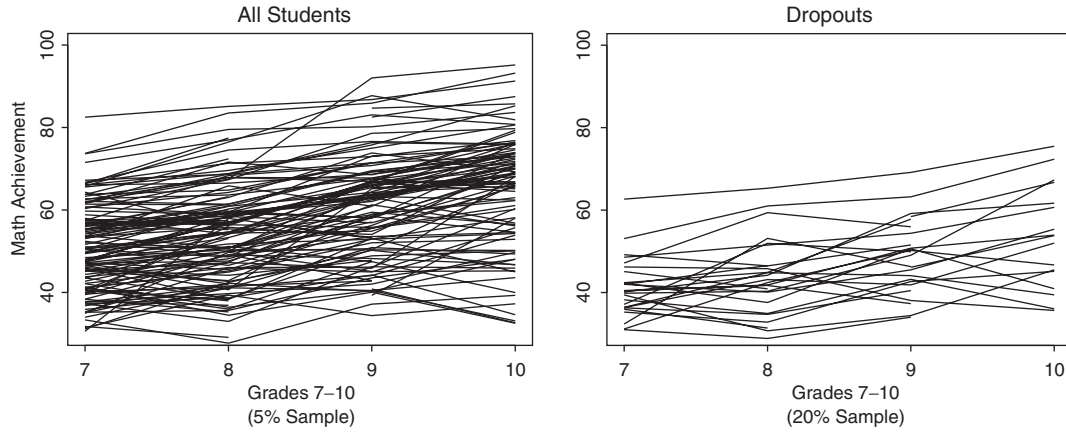 All Students
Math Achievement
100
80
60
40
7 8 9 10
Grades 7–10
(5% Sample)
Dropouts
100
80
60
40
7 8 9 10
Grades 7–10
(20% Sample)